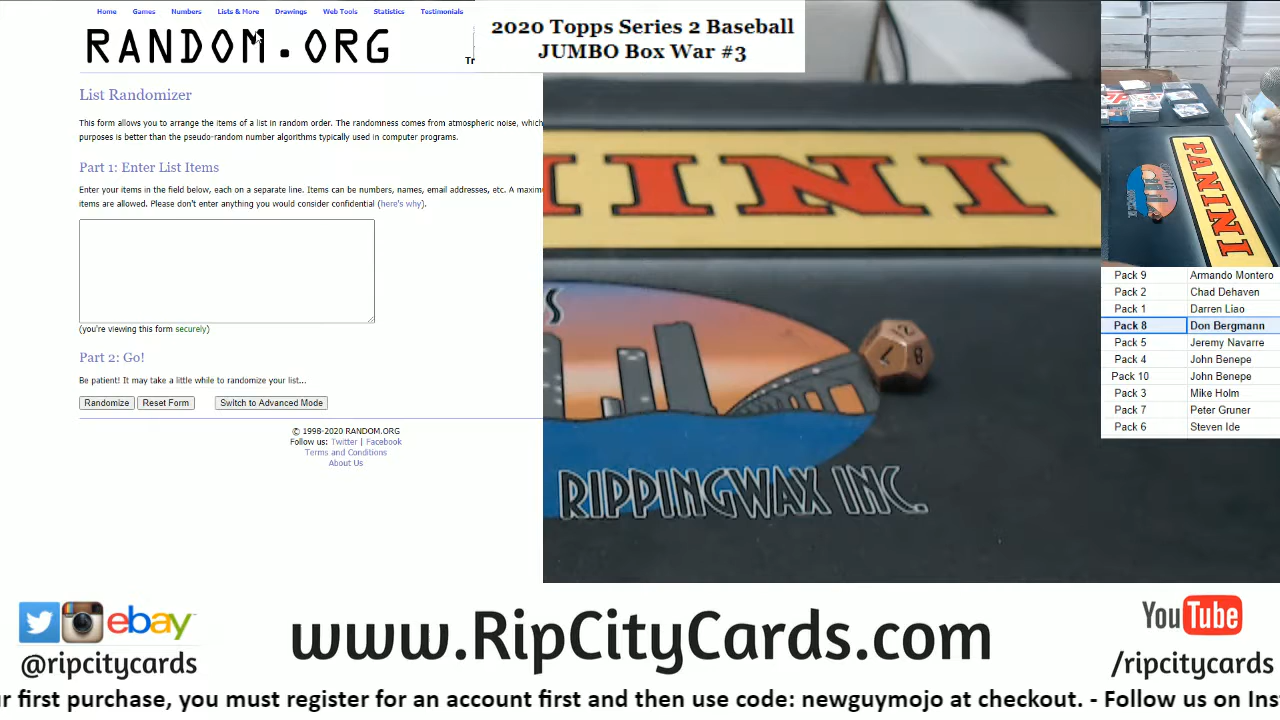 Home Games Numbers Lists & More Drawings Web Tools Statistics Testimonials
RANDOM.ORG
Tr
2020 Topps Series 2 Baseball
JUMBO Box War #3
List Randomizer
This form allows you to arrange the items of a list in random order. The randomness comes from atmospheric noise, which
purposes is better than the pseudo-random number algorithms typically used in computer programs.
Part 1: Enter List Items
Enter your items in the field below, each on a separate line. Items can be numbers, names, email addresses, etc. A maxim
items are allowed. Please don't enter anything you would consider confidential (here's why).
(you're viewing this form securely)
Part 2: Go!
Be patient! It may take a little while to randomize your list...
Randomize Reset Form Switch to Advanced Mode
© 1998-2020 RANDOM.ORG
Follow us: Twitter | Facebook
Terms and Conditions
About Us
INI
S
2
7 8
RIPPINGWAX INC.
PANINI
Pack 9 Armando Montero
Pack 2 Chad Dehaven
Pack 1 Darren Liao
Pack 8 Don Bergmann
Pack 5 Jeremy Navarre
Pack 4 John Benepe
Pack 10 John Benepe
Pack 3 Mike Holm
Pack 7 Peter Gruner
Pack 6 Steven Ide
ebay
@ripcitycards
www.RipCityCards.com
YouTube
/ripcitycards
r first purchase, you must register for an account first and then use code: newguymojo at checkout. - Follow us on Ins